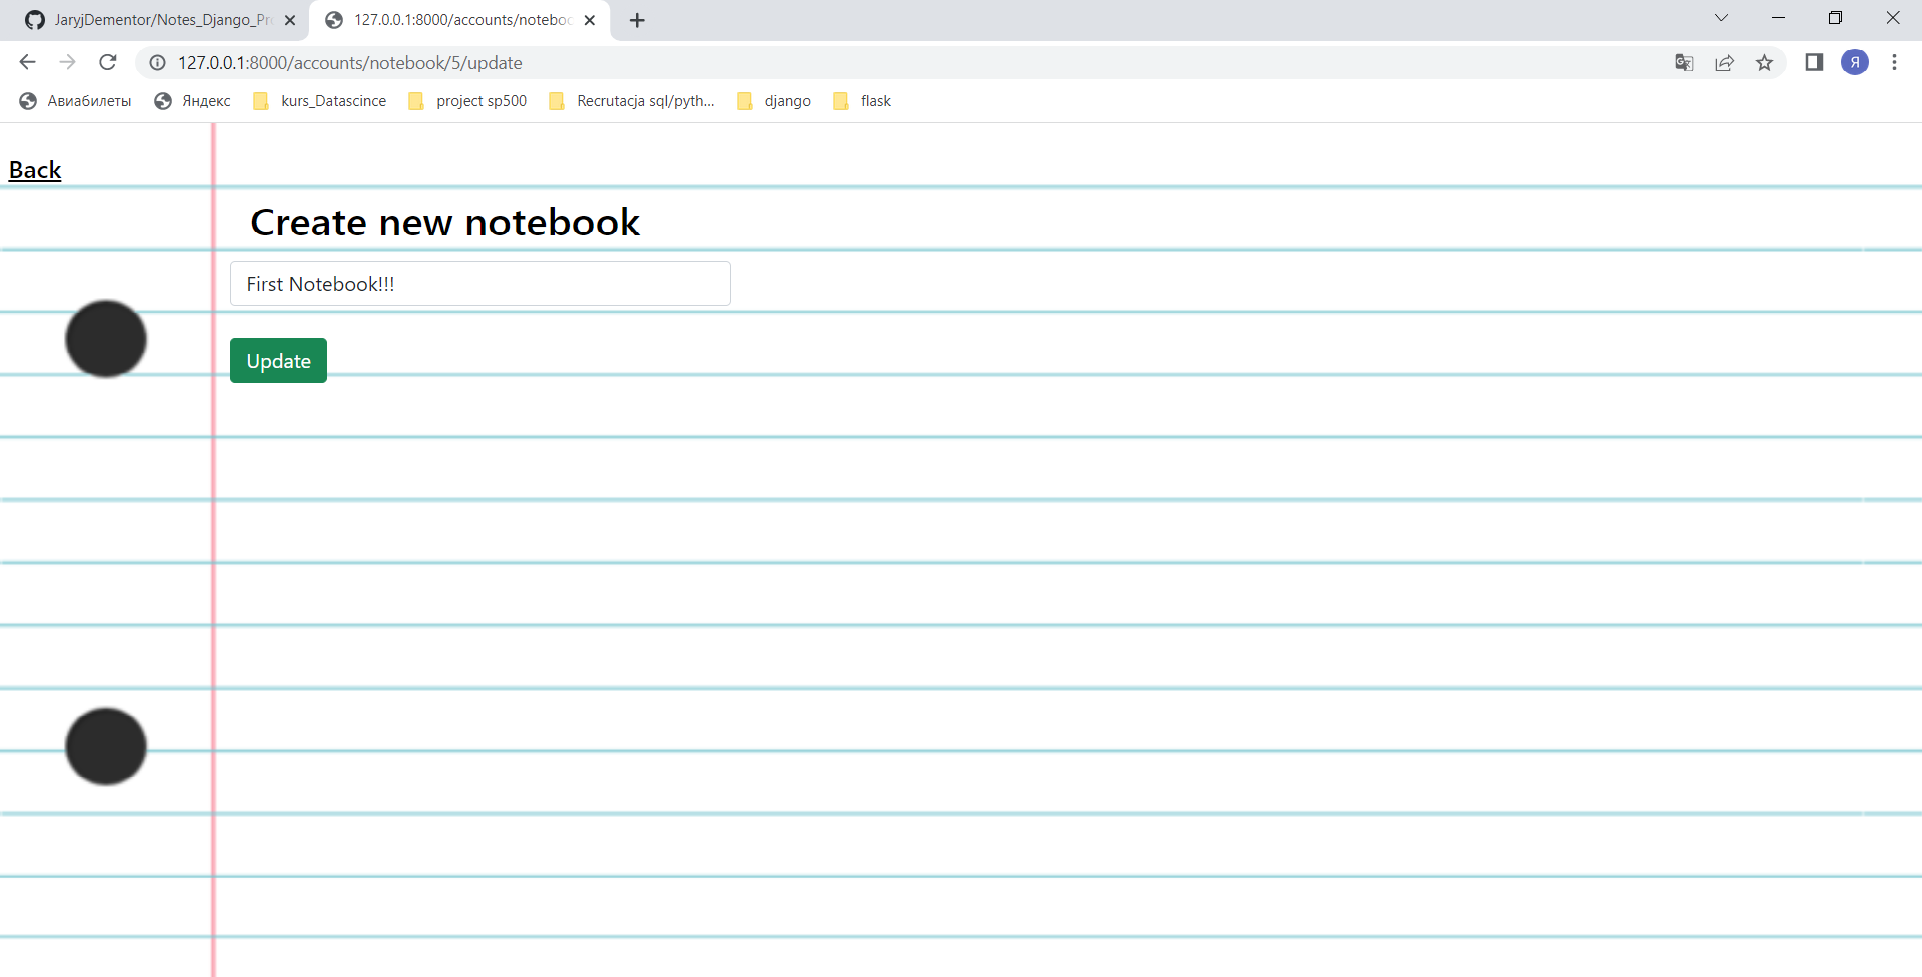 JaryjDementor/Notes_Django_Pr
127.0.0.1:8000/accounts/noteboo
127.0.0.1:8000/accounts/notebook/5/update
Я
Авиабилеты Яндекс kurs_Datascince project sp500 Recrutacja sql/pyth... django flask
Back
Create new notebook
First Notebook!!!
Update